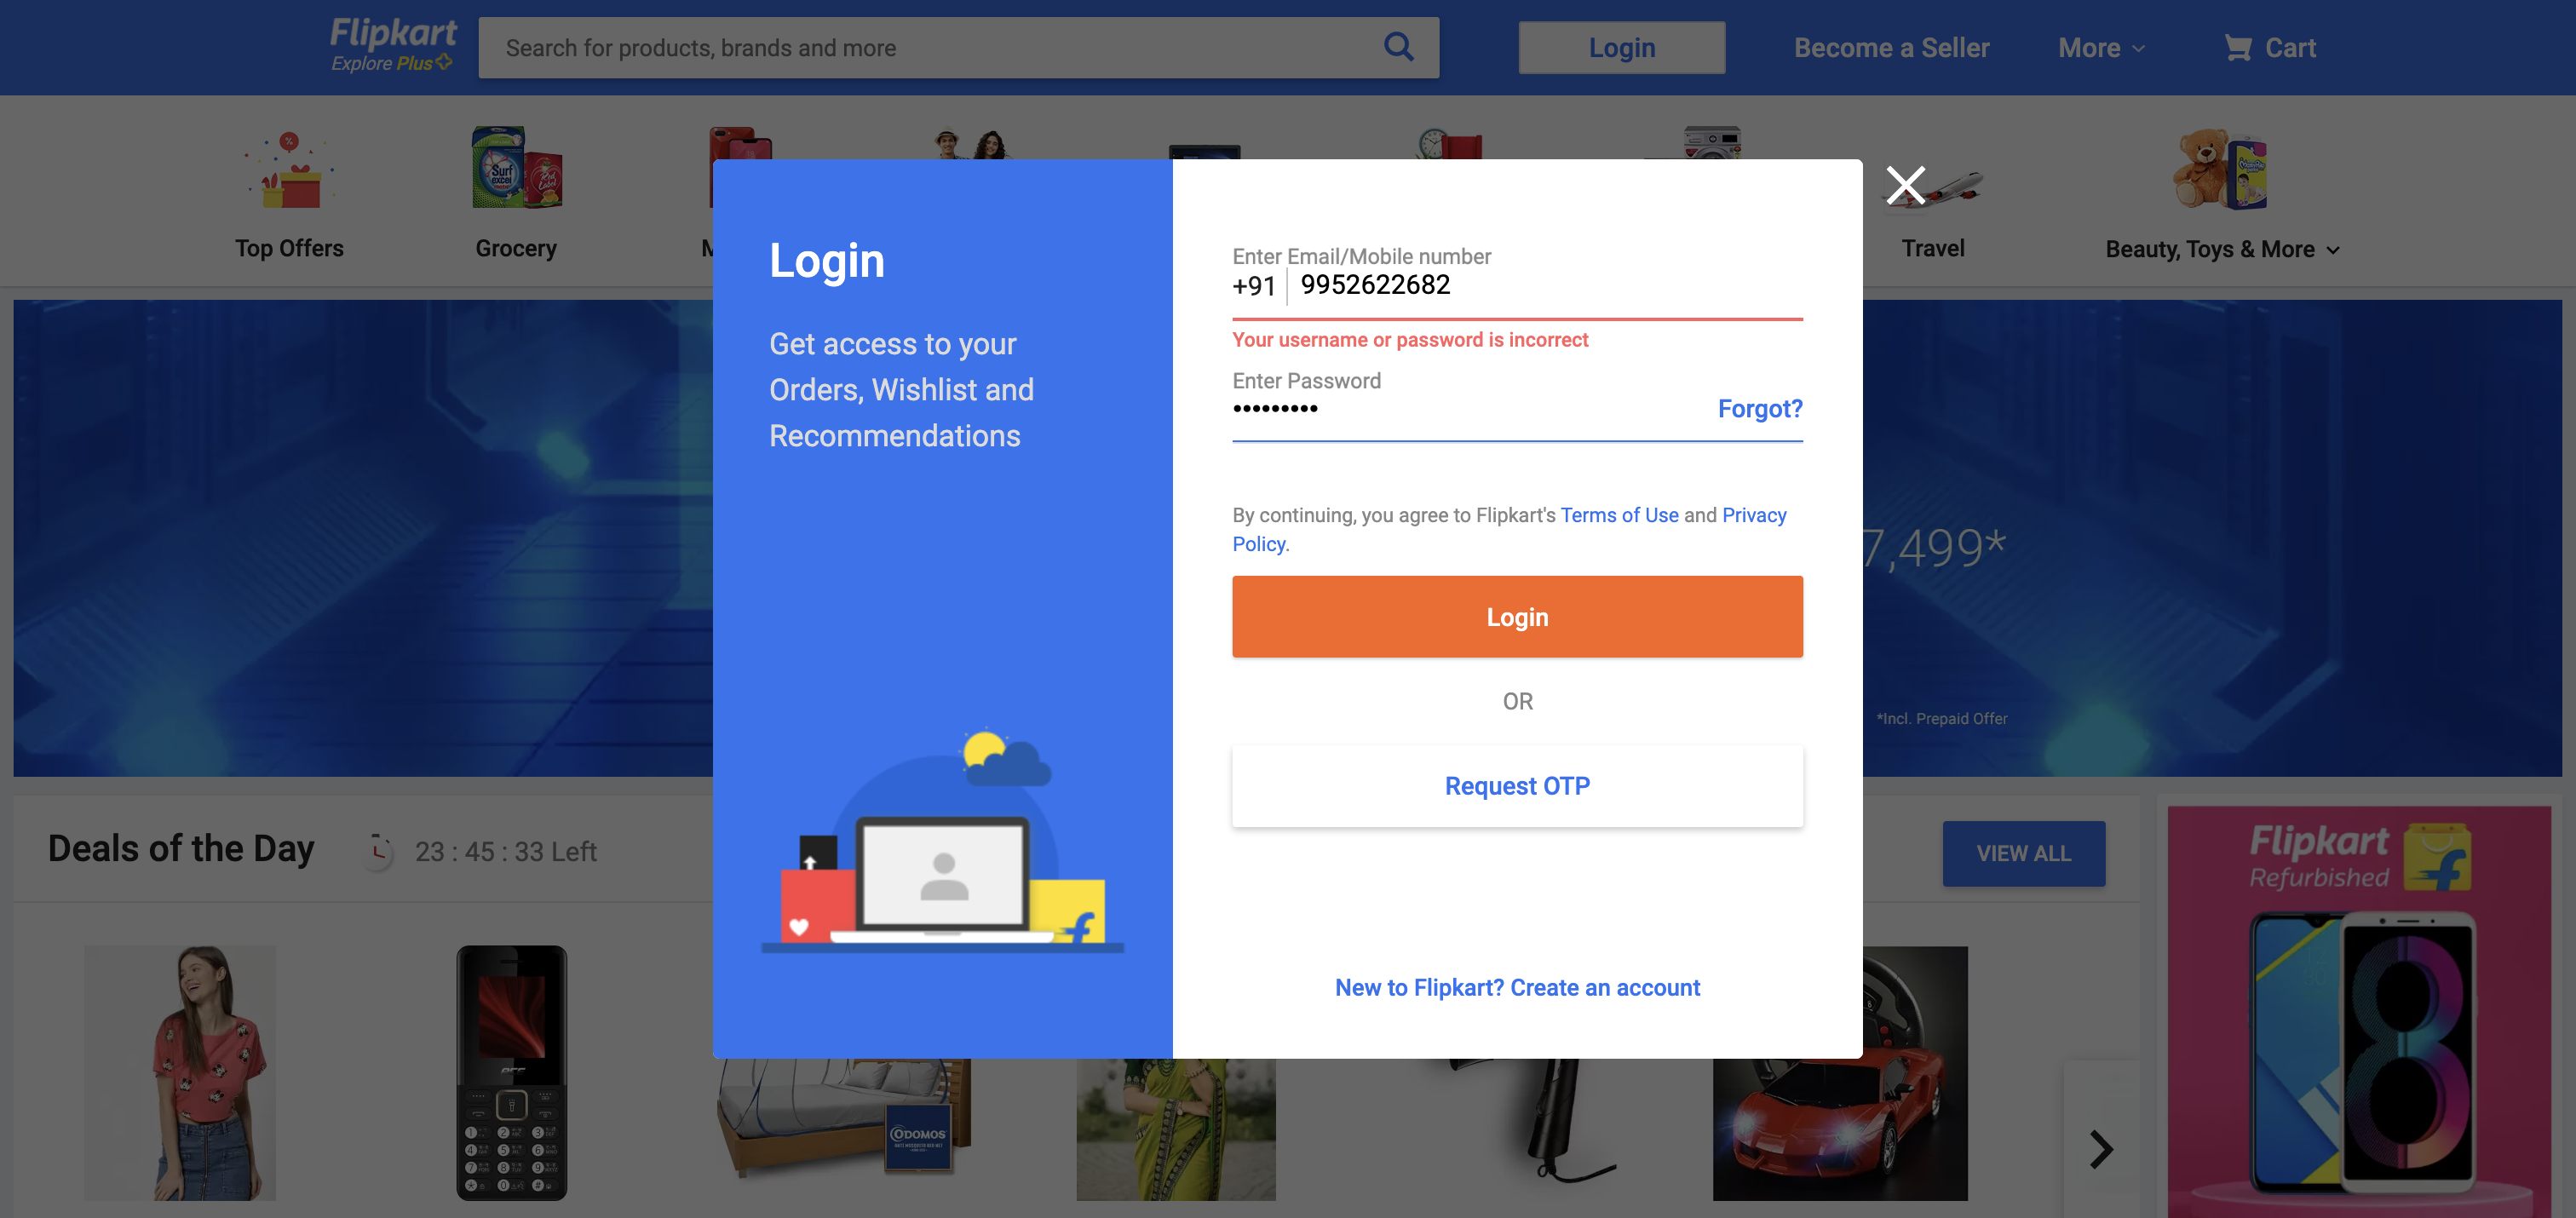 Flipkart
Explore Plus
Search for products, brands and more
Login
Become a Seller
More
Cart
Top Offers
Grocery
Travel
Beauty, Toys & More
Login
Get access to your
Orders, Wishlist and
Recommendations
Enter Email/Mobile number
+91 9952622682
Your username or password is incorrect
Enter Password
Forgot?
By continuing, you agree to Flipkart's Terms of Use and Privacy
Policy.
Login
OR
Request OTP
New to Flipkart? Create an account
7,499*
*Incl. Prepaid Offer
Deals of the Day
23 : 45 : 33 Left
VIEW ALL
Flipkart
Refurbished
Surf
excel
Red
Label
ODOMOS